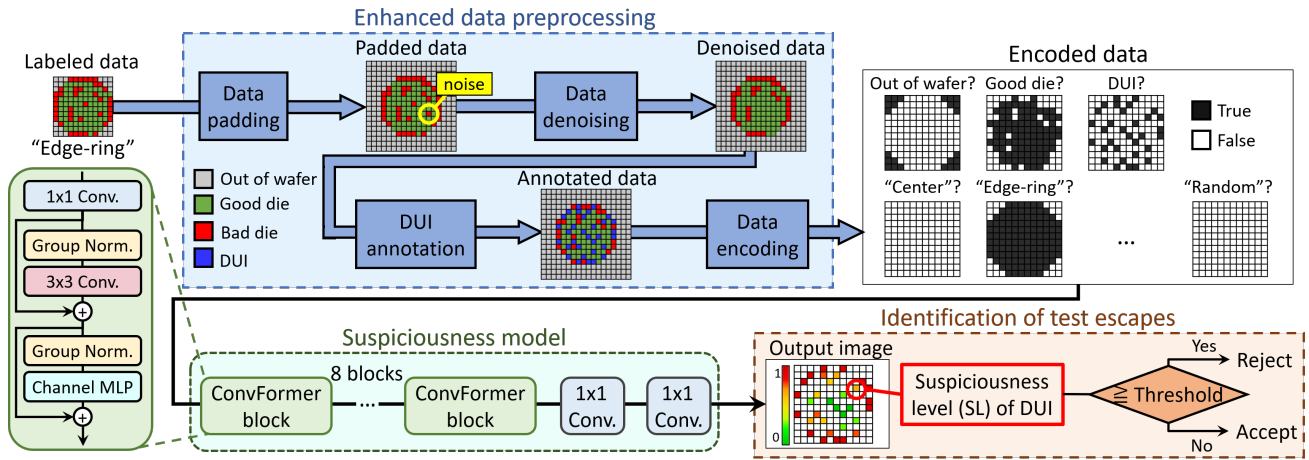 Enhanced data preprocessing
Labeled data
"Edge-ring"
Data
padding
Padded data
noise
Data
denoising
Denoised data
Out of wafer
Good die
Bad die
DUI
DUI
annotation
Annotated data
Data
encoding
Encoded data
Out of wafer?
Good die?
DUI?
True
False
"Center"?
"Edge-ring"?
...
"Random"?
1x1 Conv.
Group Norm.
3x3 Conv.
+
Group Norm.
Channel MLP
+
Suspiciousness model
ConvFormer
block
8 blocks
...
ConvFormer
block
1x1
Conv.
1x1
Conv.
Identification of test escapes
Output image
1
0
Suspiciousness
level (SL) of DUI
≧ Threshold
Yes
Reject
No
Accept